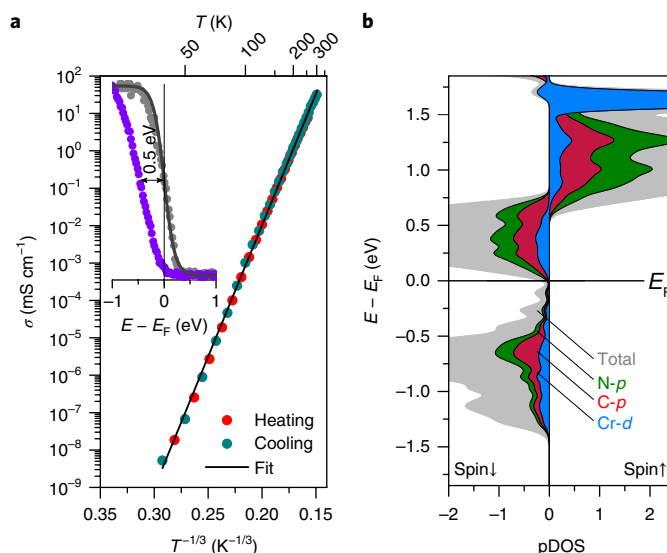 a
b
T (K)
50 100 200 300
10² 10¹ 10⁰ 10⁻¹ 10⁻² 10⁻³ 10⁻⁴ 10⁻⁵ 10⁻⁶ 10⁻⁷ 10⁻⁸ 10⁻⁹
σ (mS cm⁻¹)
0.5 eV
−1 0 1
E − E_F (eV)
Heating
Cooling
Fit
0.35 0.30 0.25 0.20 0.15
T⁻¹ᐟ³ (K⁻¹ᐟ³)
1.5
1.0
0.5
0.0
−0.5
−1.0
−1.5
E − E_F (eV)
E_F
Total
N-p
C-p
Cr-d
Spin↓ Spin↑
−2 −1 0 1 2
pDOS